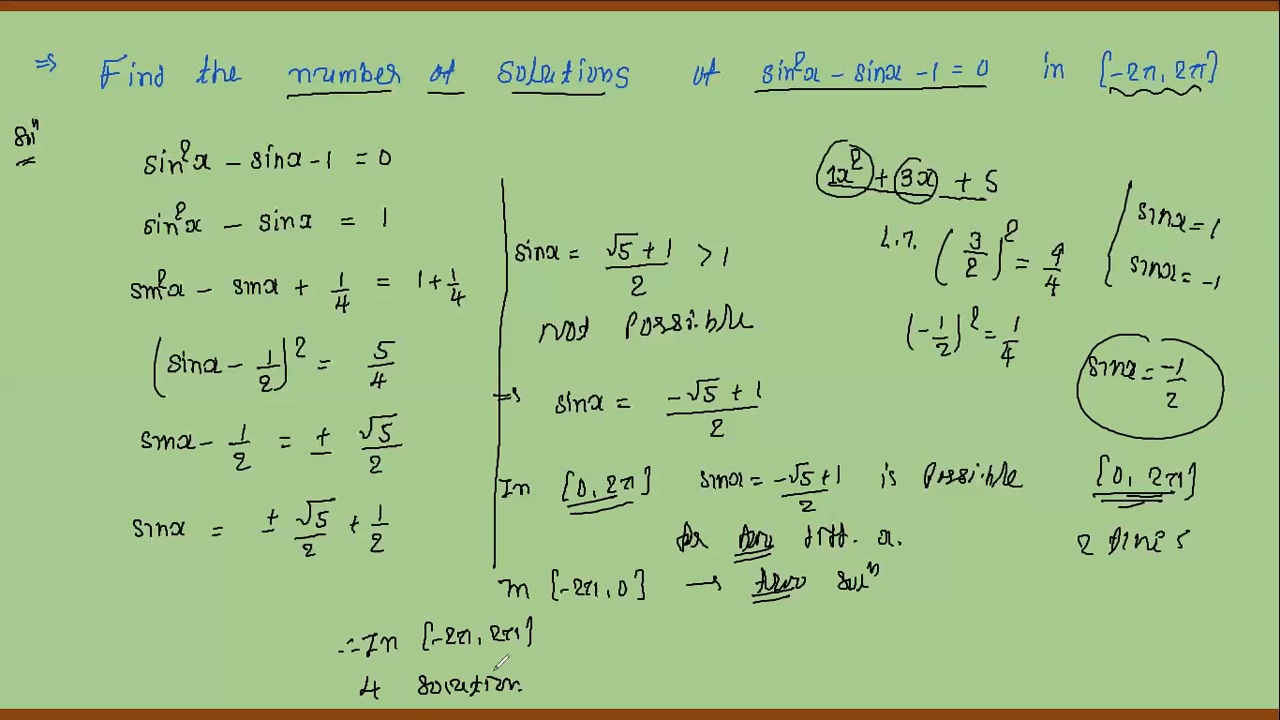 ⇒ Find the number of solutions of sin²x - sinx - 1 = 0 in [-2π, 2π]
Solⁿ
sin²x - sinx - 1 = 0
sin²x - sinx = 1
sin²x - sinx + 1/4 = 1 + 1/4
(sinx - 1/2)² = 5/4
sinx - 1/2 = ± √5/2
sinx = ± √5/2 + 1/2
sinx = (√5 + 1)/2 > 1
Not Possible
⇒ sinx = (-√5 + 1)/2
In [0, 2π] sinx = (-√5 + 1)/2 is Possible
for two diff. x.
In [-2π, 0] → two solⁿ
∴ In [-2π, 2π]
4 solution.
1x² + 3x + 5
(3/2)² = 9/4
(-1/2)² = 1/4
sinx = 1
sinx = -1
sinx = -1/2
[0, 2π]
2 times